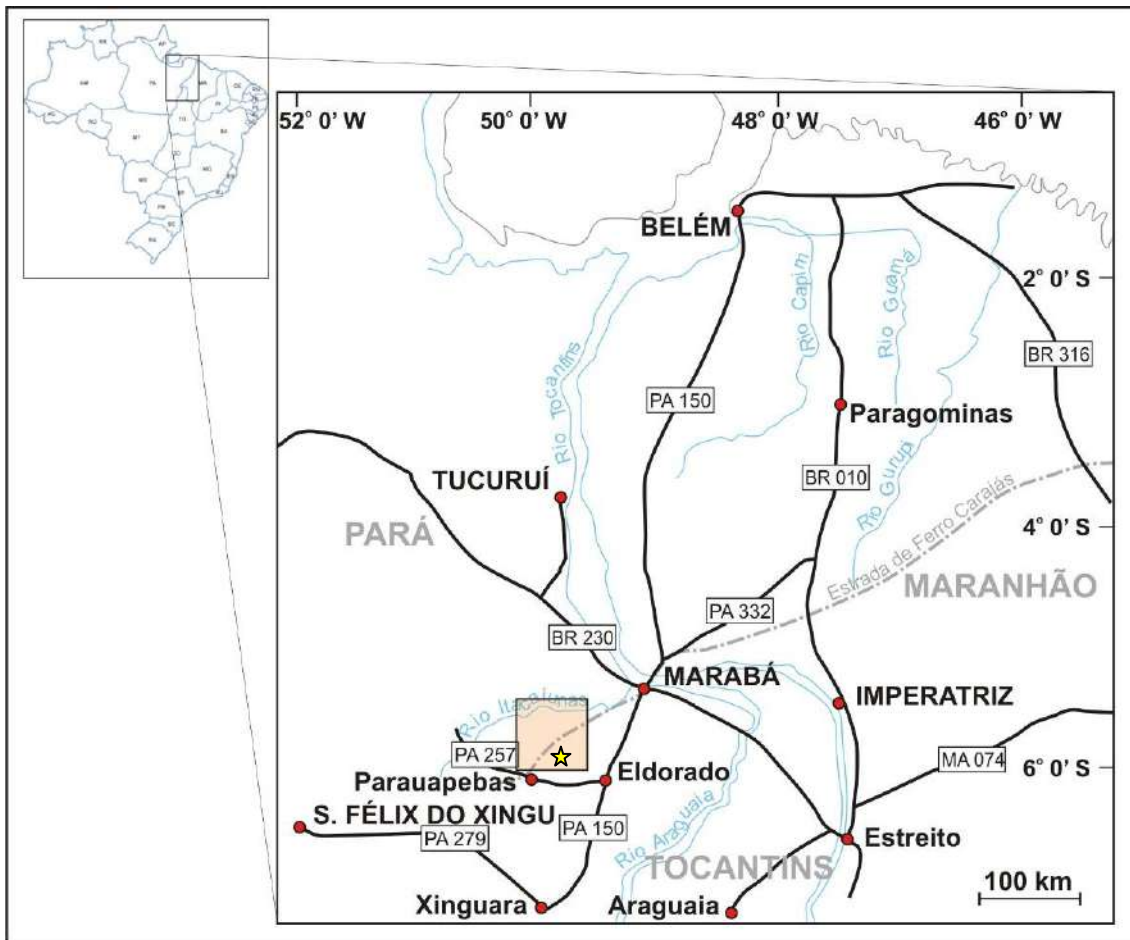 52° 0’ W
50° 0’ W
48° 0’ W
46° 0’ W
BELÉM
2° 0’ S
Rio Capim
Rio Guamá
BR 316
Rio Tocantins
PA 150
Paragominas
Rio Gurupi
BR 010
TUCURUÍ
PARÁ
4° 0’ S
Estrada de Ferro Carajás
MARANHÃO
PA 332
BR 230
MARABÁ
IMPERATRIZ
Rio Itacaiunas
PA 257
MA 074
6° 0’ S
Parauapebas
Eldorado
S. FÉLIX DO XINGU
PA 150
PA 279
Rio Araguaia
Estreito
TOCANTINS
100 km
Xinguara
Araguaia